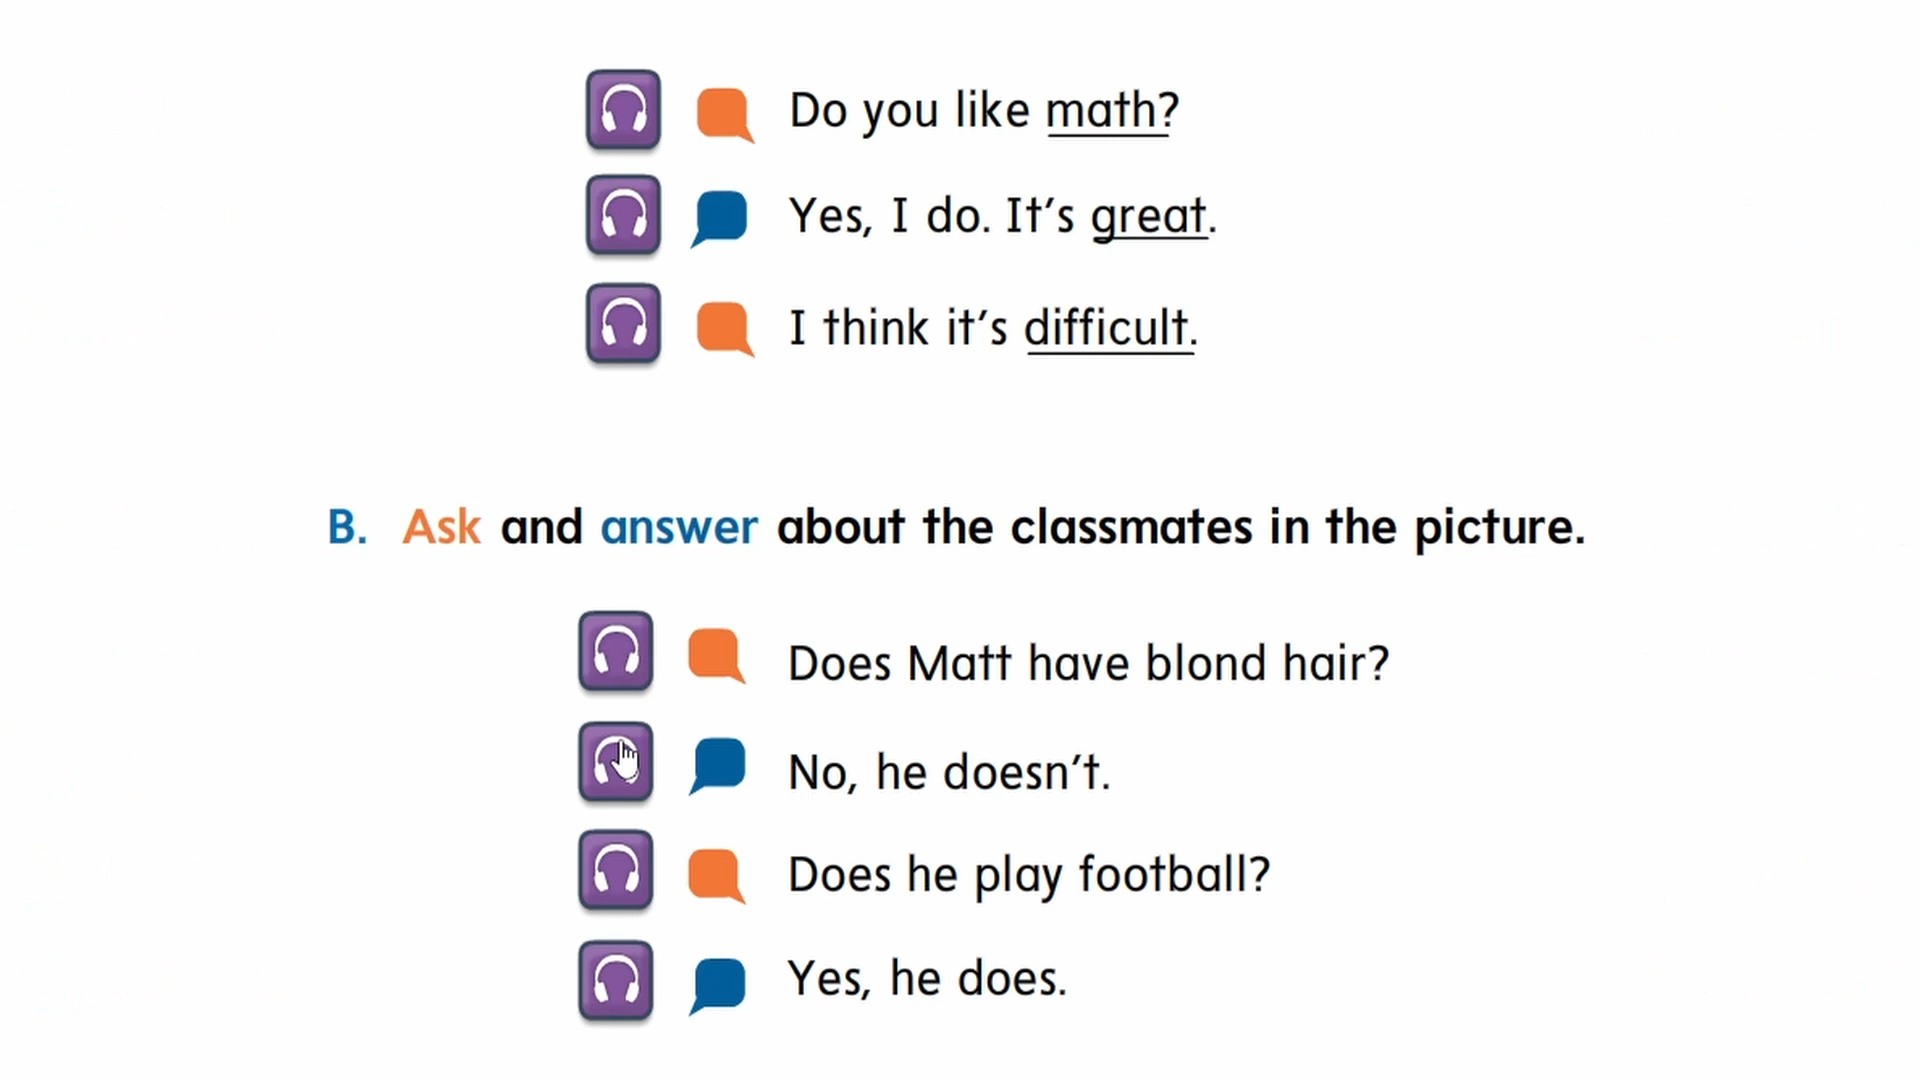 Do you like math?
Yes, I do. It’s great.
I think it’s difficult.
B. Ask and answer about the classmates in the picture.
Does Matt have blond hair?
No, he doesn’t.
Does he play football?
Yes, he does.